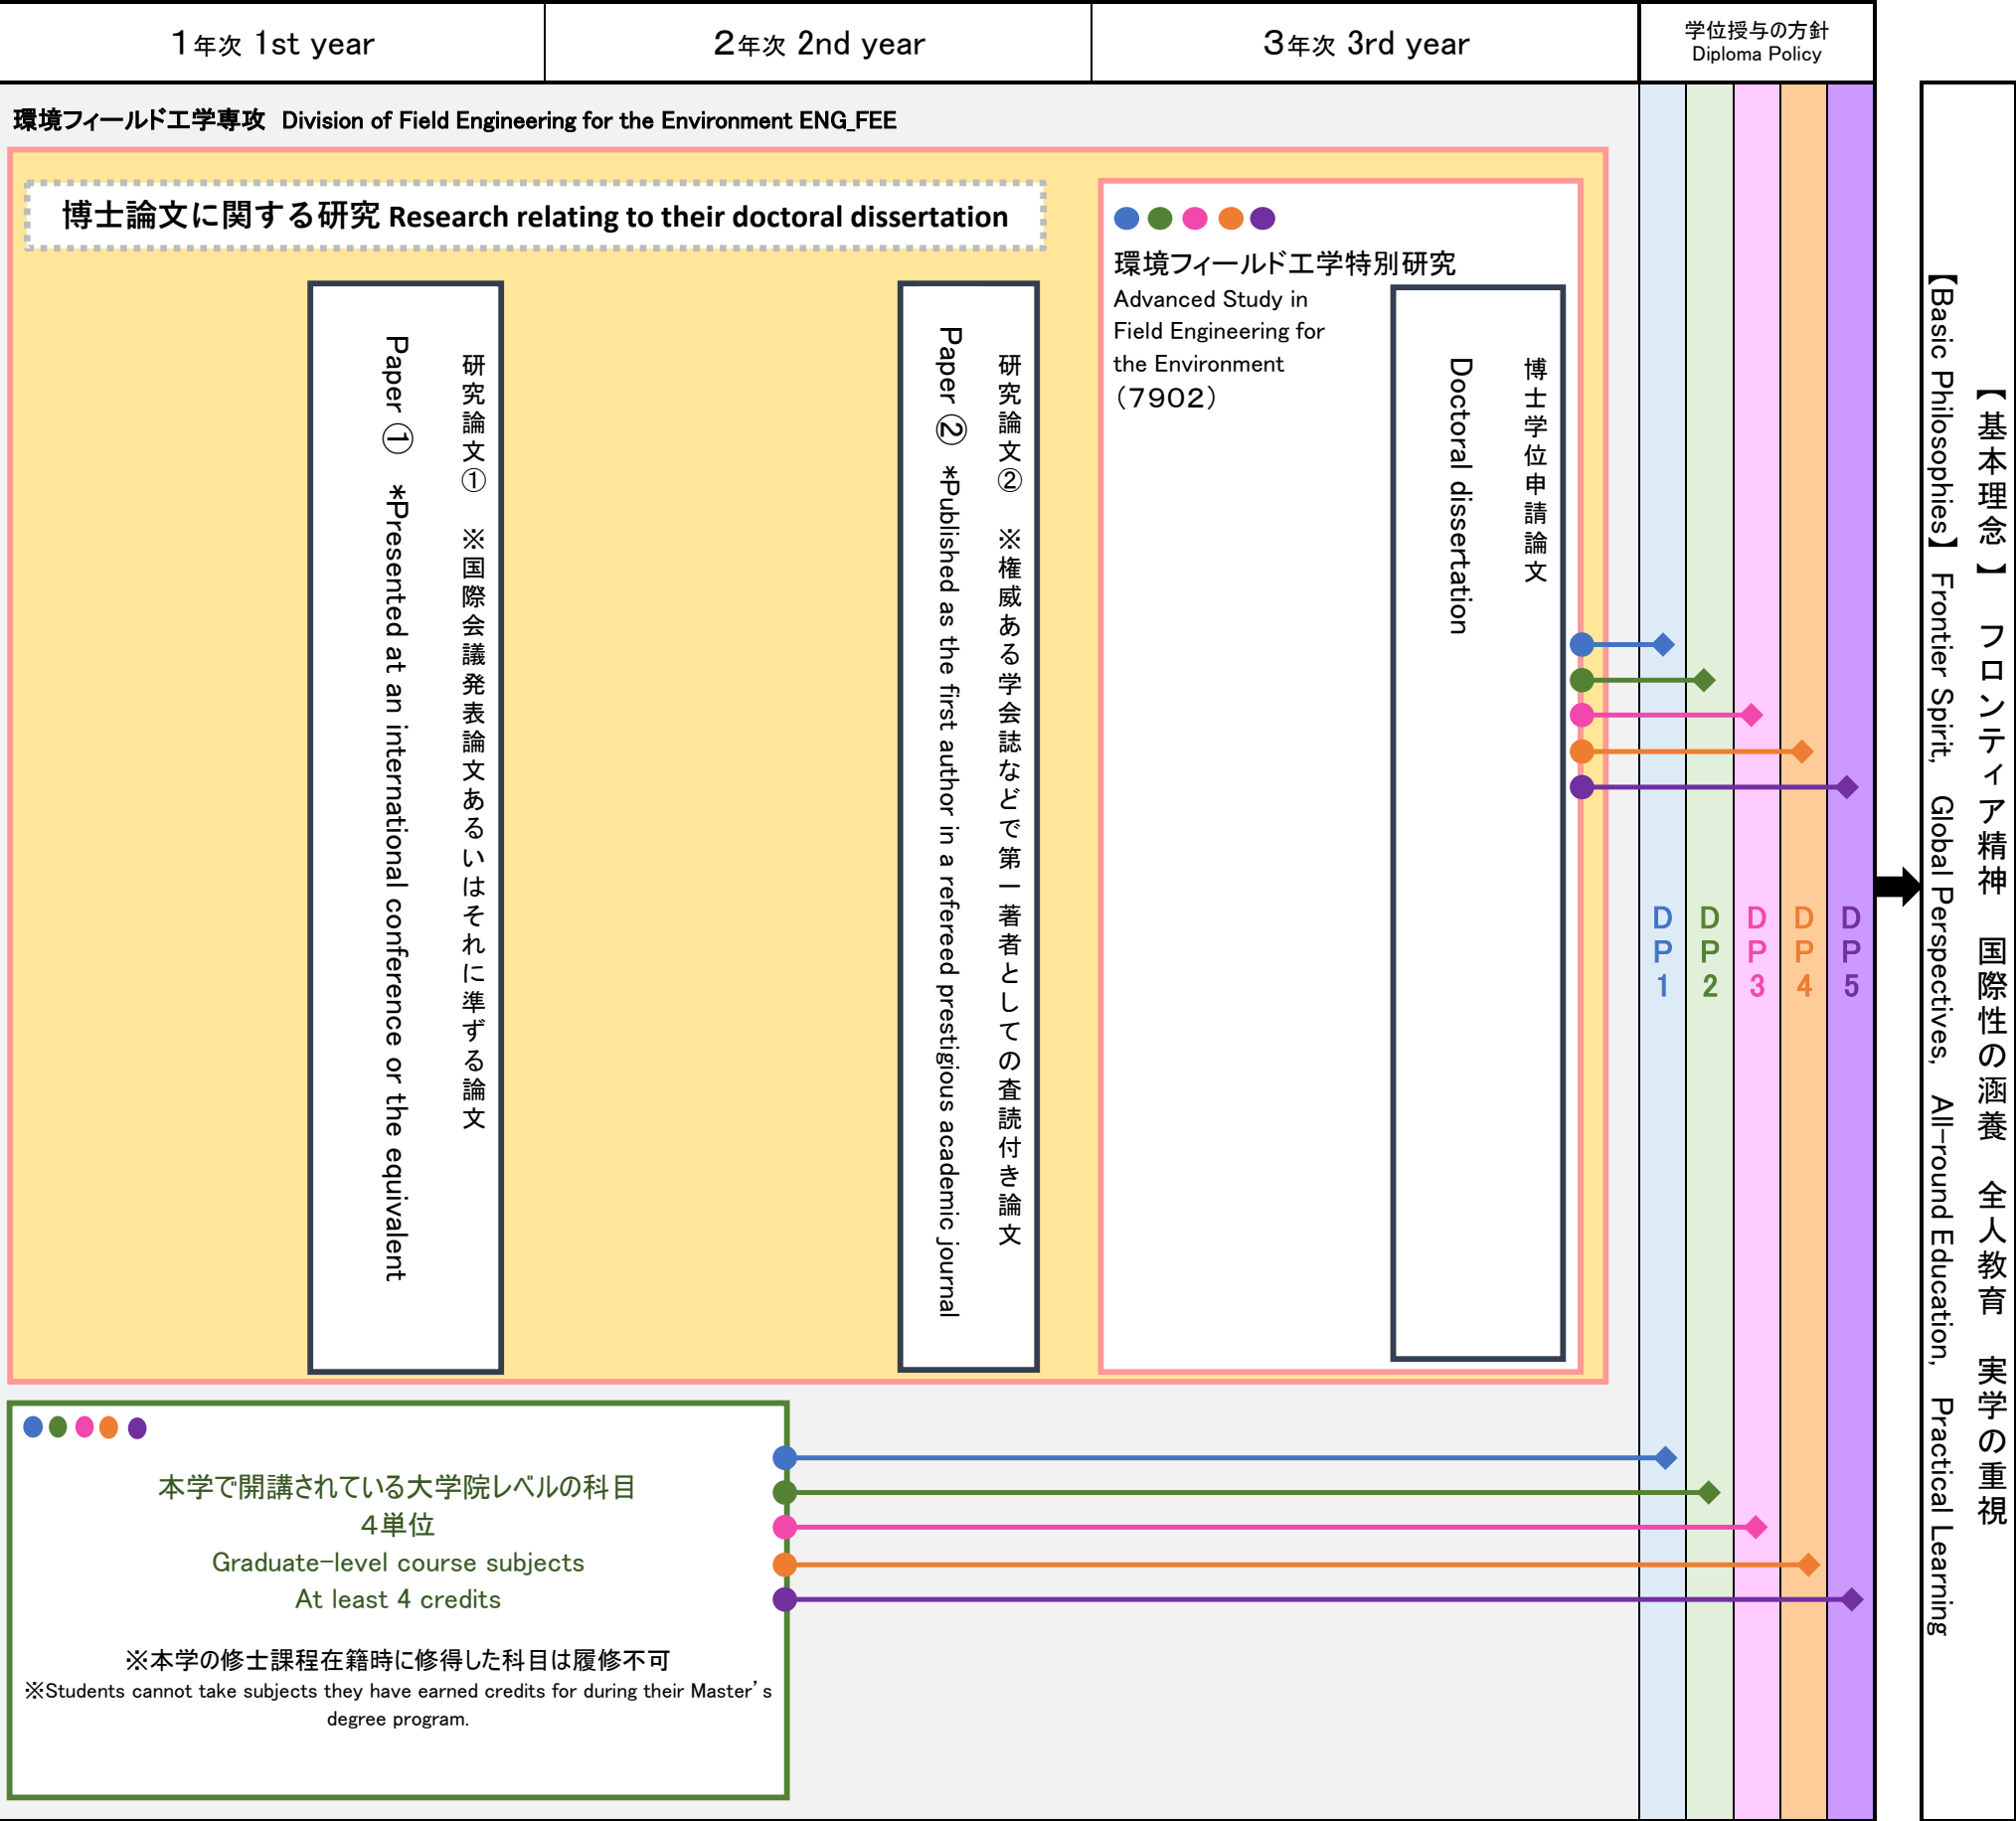 1年次 1st year
2年次 2nd year
3年次 3rd year
学位授与の方針
Diploma Policy
環境フィールド工学専攻 Division of Field Engineering for the Environment ENG_FEE
博士論文に関する研究 Research relating to their doctoral dissertation
研究論文① ※国際会議発表論文あるいはそれに準ずる論文
Paper ① *Presented at an international conference or the equivalent
研究論文② ※権威ある学会誌などで第一著者としての査読付き論文
Paper ② *Published as the first author in a refereed prestigious academic journal
環境フィールド工学特別研究
Advanced Study in
Field Engineering for
the Environment
（7902）
博士学位申請論文
Doctoral dissertation
DP1
DP2
DP3
DP4
DP5
【基本理念】 フロンティア精神 国際性の涵養 全人教育 実学の重視
【Basic Philosophies】 Frontier Spirit, Global Perspectives, All-round Education, Practical Learning
本学で開講されている大学院レベルの科目
4単位
Graduate-level course subjects
At least 4 credits
※本学の修士課程在籍時に修得した科目は履修不可
※Students cannot take subjects they have earned credits for during their Master's
degree program.